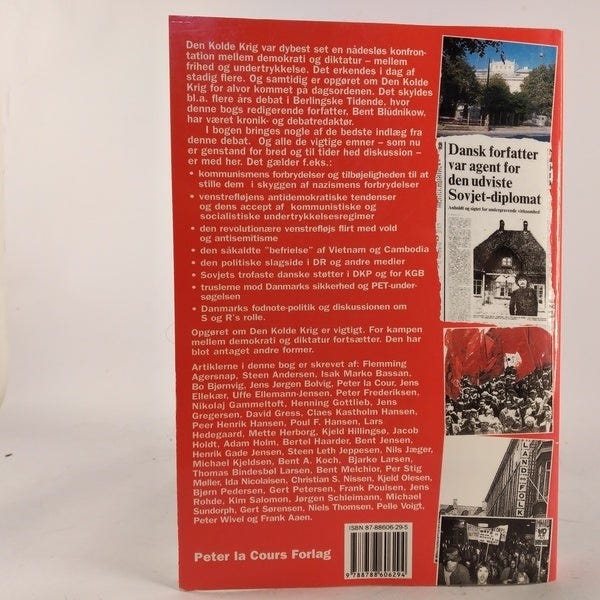 Den Kolde Krig var dybest set en nådesløs konfron-
tation mellem demokrati og diktatur – mellem
frihed og undertrykkelse. Det erkendes i dag af
stadig flere. Og samtidig er opgøret om Den Kolde
Krig for alvor kommet på dagsordenen. Det skyldes
bl.a. flere års debat i Berlingske Tidende, hvor
denne bogs redigerende forfatter, Bent Blüdnikow,
har været kronik- og debatredaktør.
I bogen bringes nogle af de bedste indlæg fra
denne debat. Og alle de vigtige emner – som nu
er genstand for bred og til tider hed diskussion –
er med her. Det gælder f.eks.:
• kommunismens forbrydelser og tilbøjeligheden til at
stille dem i skyggen af nazismens forbrydelser
• venstrefløjens antidemokratiske tendenser
og dens accept af kommunistiske og
socialistiske undertrykkelsesregimer
• den revolutionære venstrefløjs flirt med vold
og antisemitisme
• den såkaldte "befrielse" af Vietnam og Cambodia
• den politiske slagside i DR og andre medier
• Sovjets trofaste danske støtter i DKP og for KGB
• truslerne mod Danmarks sikkerhed og PET-under-
søgelsen
• Danmarks fodnote-politik og diskussionen om
S og R's rolle.
Opgøret om Den Kolde Krig er vigtigt. For kampen
mellem demokrati og diktatur fortsætter. Den har
blot antaget andre former.
Artiklerne i denne bog er skrevet af: Flemming
Agersnap, Steen Andersen, Isak Marko Bassan,
Bo Bjørnvig, Jens Jørgen Bolvig, Peter la Cour, Jens
Ellekær, Uffe Ellemann-Jensen, Peter Frederiksen,
Nikolaj Gammeltoft, Henning Gottlieb, Jens
Gregersen, David Gress, Claes Kastholm Hansen,
Peer Henrik Hansen, Poul F. Hansen, Lars
Hedegaard, Mette Herborg, Kjeld Hillingsø, Jacob
Holdt, Adam Holm, Bertel Haarder, Bent Jensen,
Henrik Gade Jensen, Steen Leth Jeppesen, Nils Jæger,
Michael Kjeldsen, Bent A. Koch, Bjarke Larsen,
Thomas Bindesbøl Larsen, Bent Melchior, Per Stig
Møller, Ida Nicolaisen, Christian S. Nissen, Kjeld Olesen,
Bjørn Pedersen, Gert Petersen, Frank Poulsen, Jens
Rohde, Kim Salomon, Jørgen Schleimann, Michael
Sundorph, Gert Sørensen, Niels Thomsen, Pelle Voigt,
Peter Wivel og Frank Aaen.
Peter la Cours Forlag
ISBN 87-88606-29-5
9 788788 606294
Dansk forfatter
var agent for
den udviste
Sovjet-diplomat
Anholdt og sigtet for undergravende virksomhed
LAND
FOLK